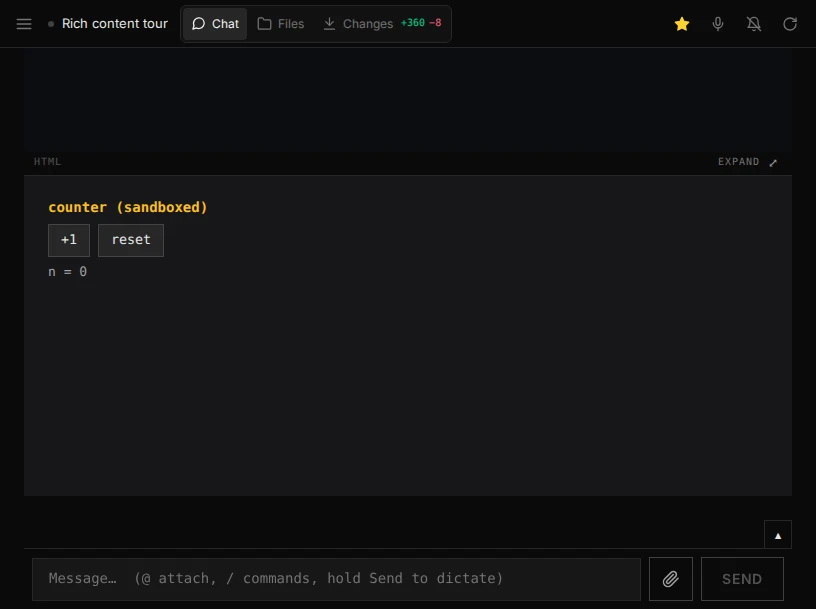 Rich content tour Chat Files Changes +360 −8
HTML EXPAND
counter (sandboxed)
+1 reset
n = 0
Message… (@ attach, / commands, hold Send to dictate) SEND